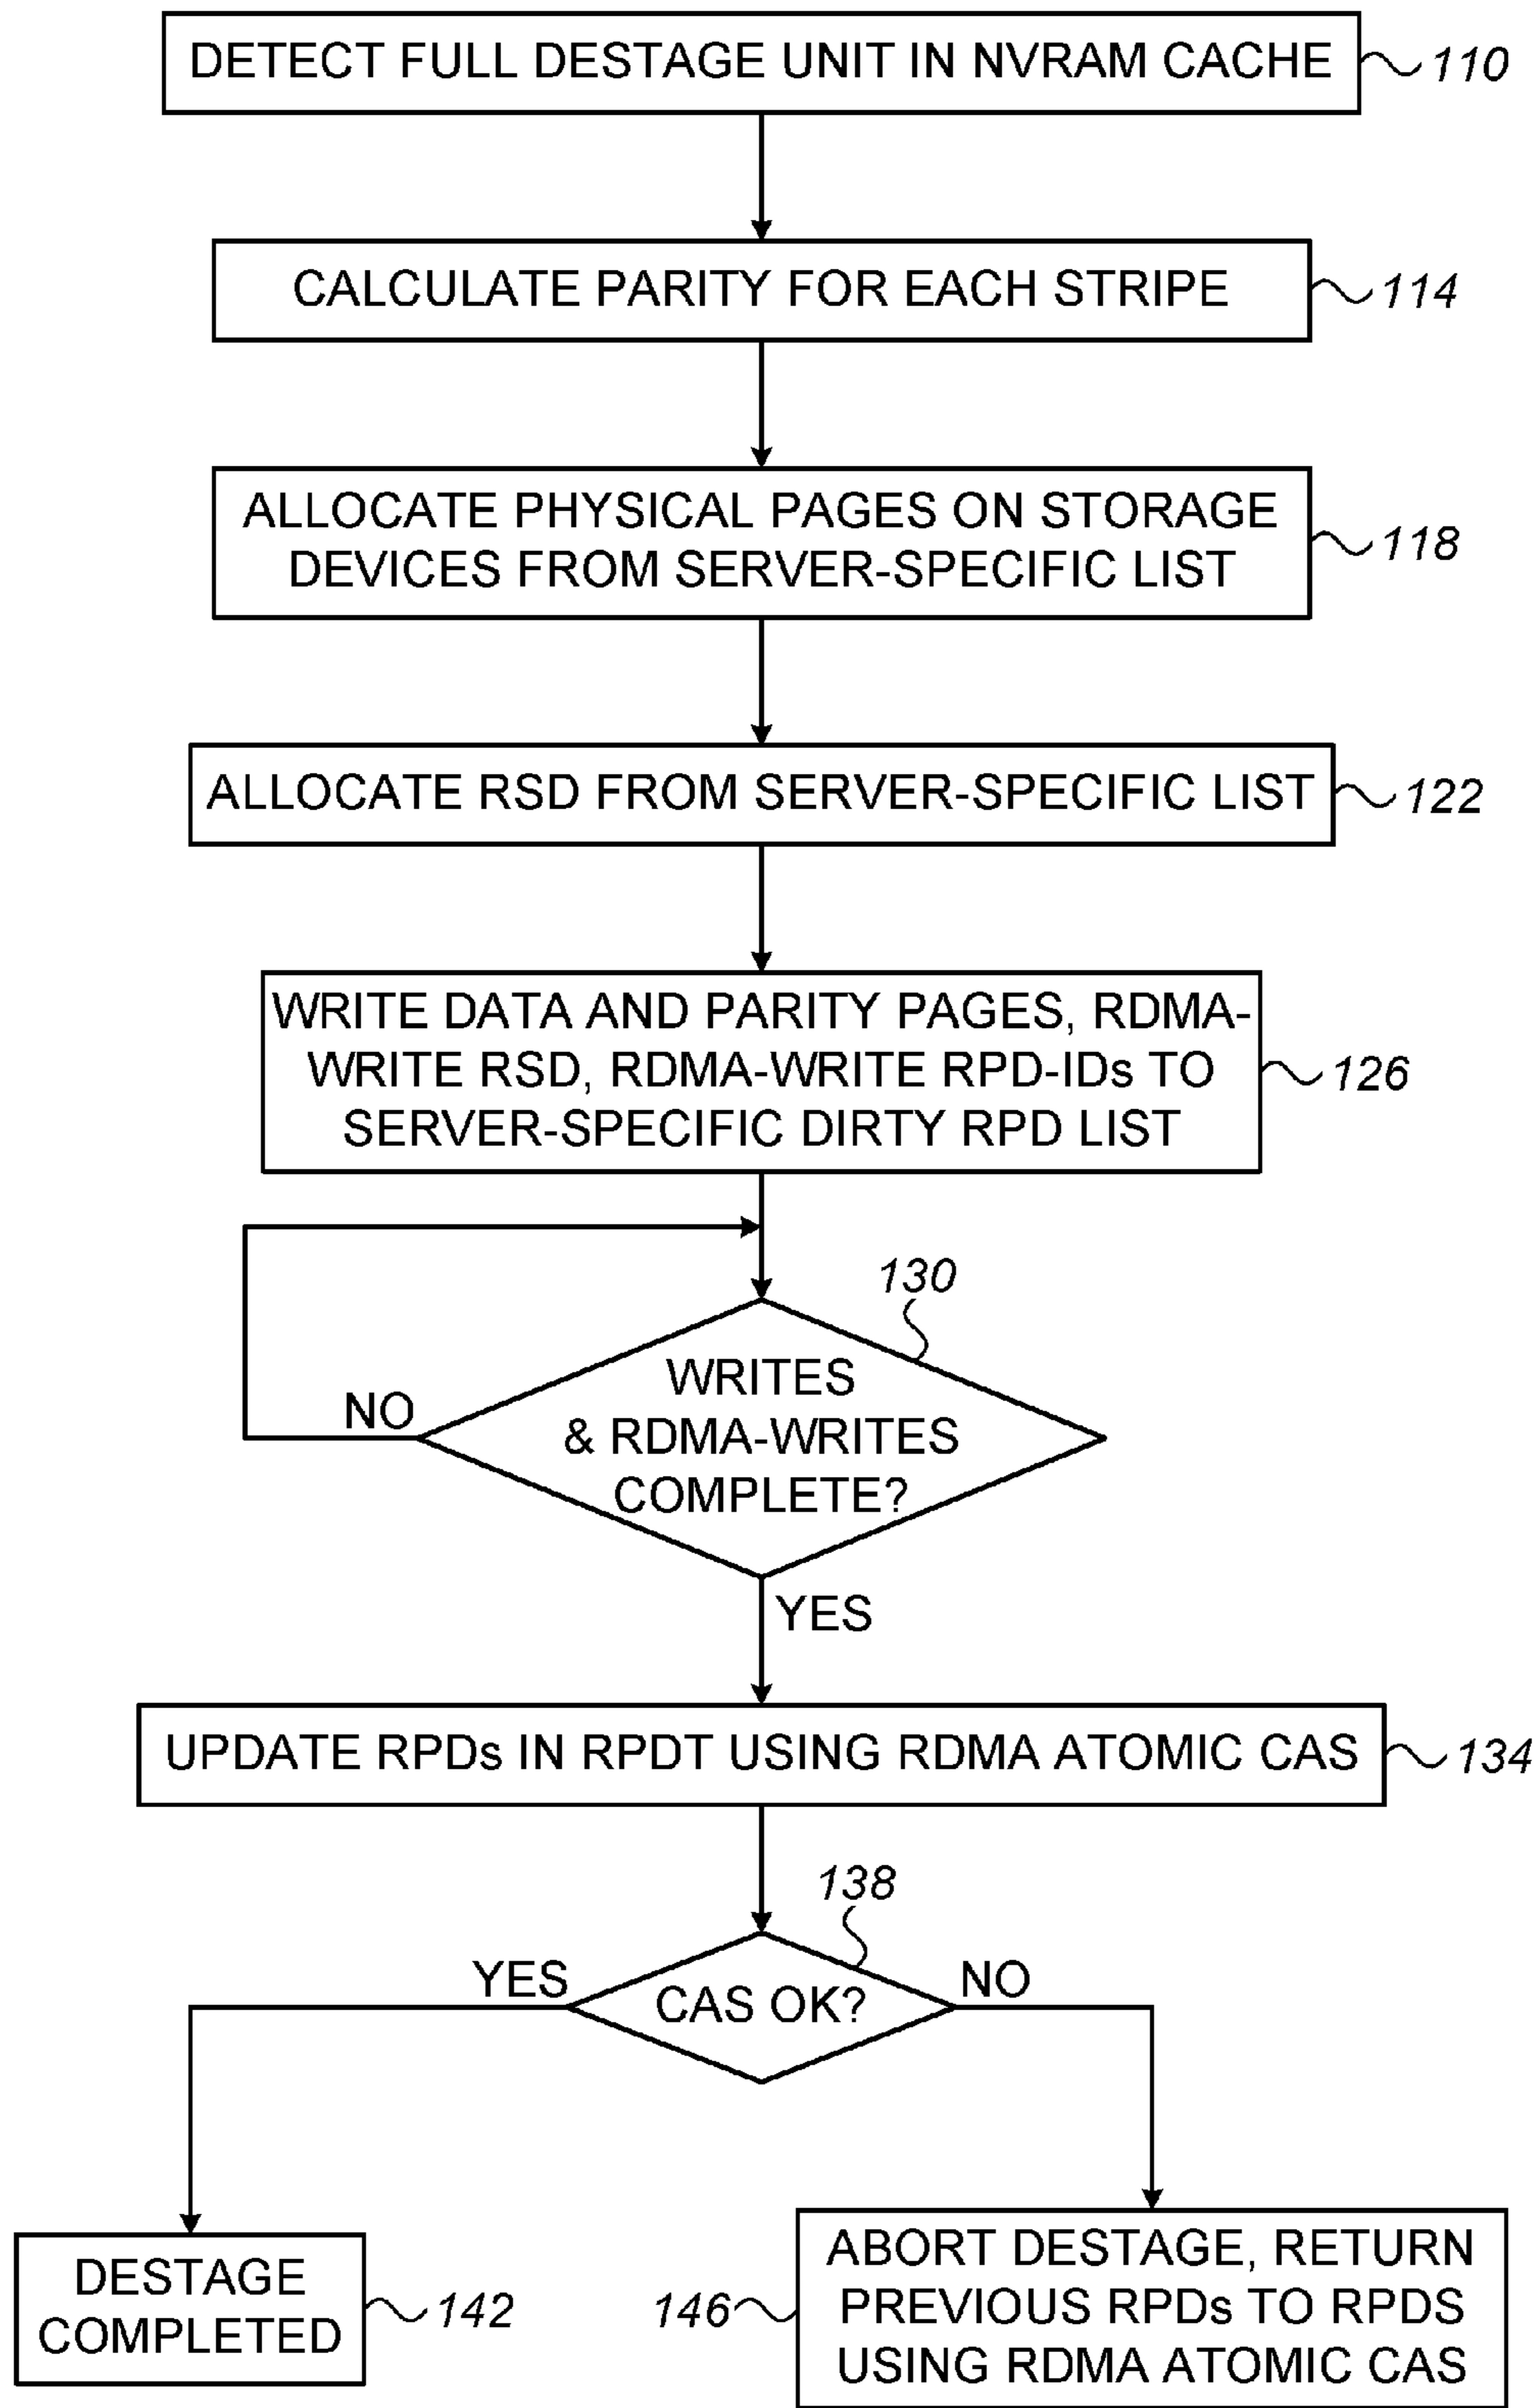 DETECT FULL DESTAGE UNIT IN NVRAM CACHE
110
CALCULATE PARITY FOR EACH STRIPE
114
ALLOCATE PHYSICAL PAGES ON STORAGE
DEVICES FROM SERVER-SPECIFIC LIST
118
ALLOCATE RSD FROM SERVER-SPECIFIC LIST
122
WRITE DATA AND PARITY PAGES, RDMA-
WRITE RSD, RDMA-WRITE RPD-IDs TO
SERVER-SPECIFIC DIRTY RPD LIST
126
130
WRITES
& RDMA-WRITES
COMPLETE?
NO
YES
UPDATE RPDs IN RPDT USING RDMA ATOMIC CAS
134
138
CAS OK?
YES
NO
DESTAGE
COMPLETED
142
146
ABORT DESTAGE, RETURN
PREVIOUS RPDs TO RPDS
USING RDMA ATOMIC CAS